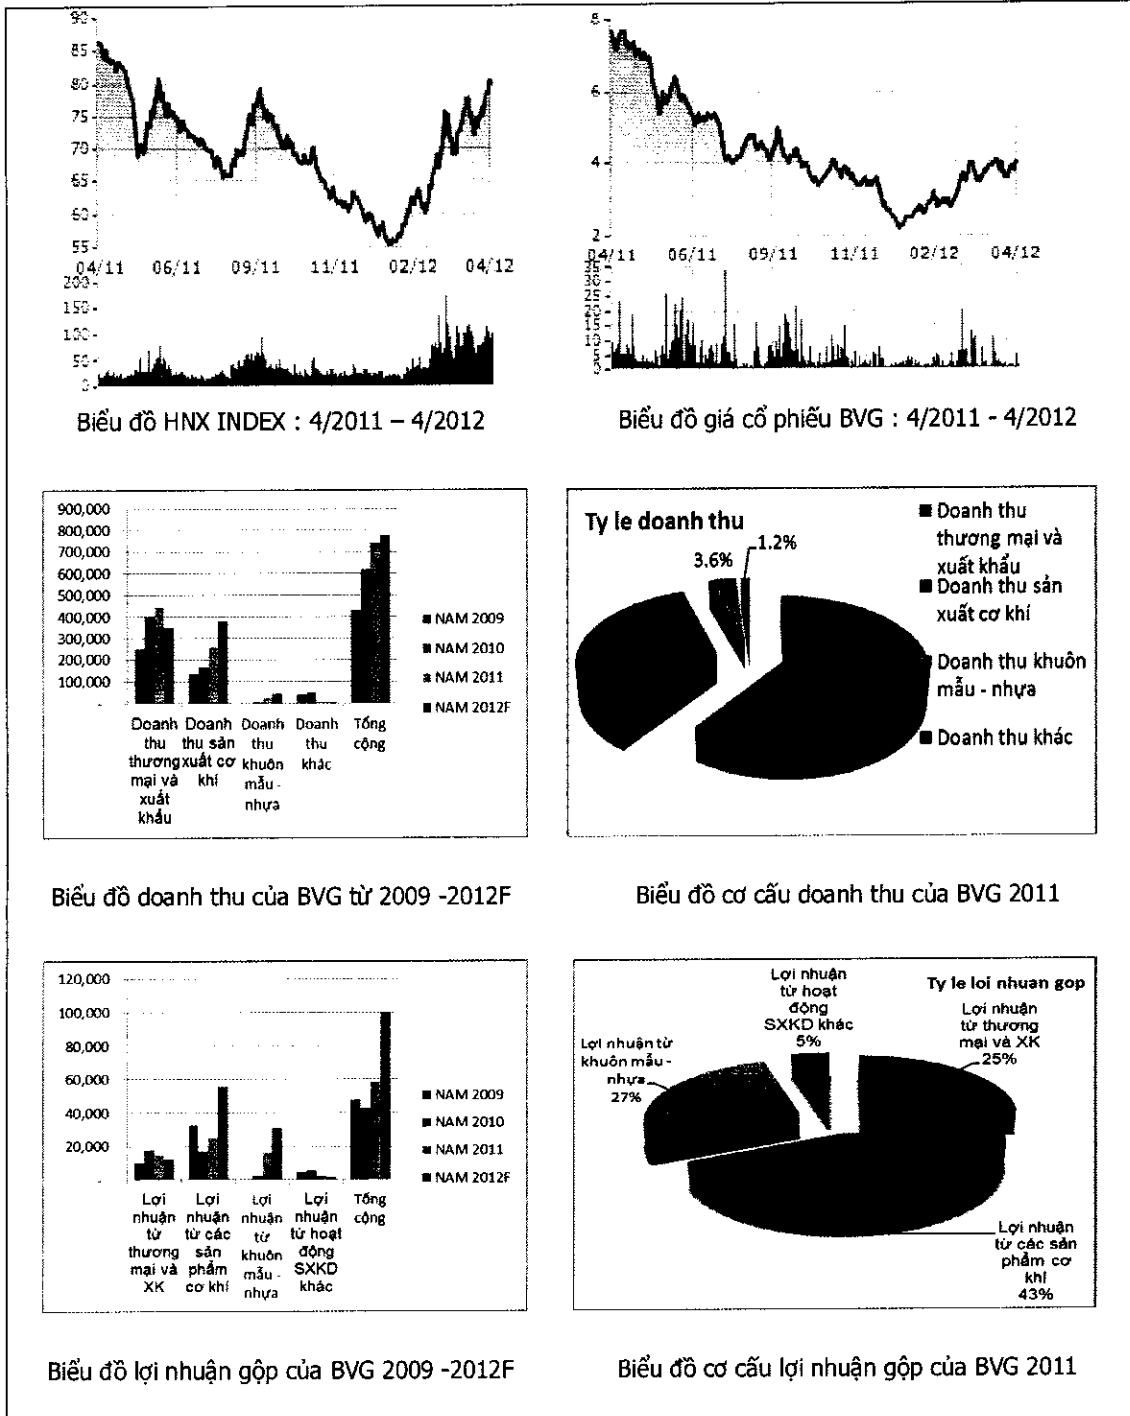 90
85
80
75
70
65
60
55
04/11 06/11 09/11 11/11 02/12 04/12
200
150
100
50
0
Biểu đồ HNX INDEX : 4/2011 – 4/2012
8
6
4
2
04/11 06/11 09/11 11/11 02/12 04/12
35
30
25
20
15
10
5
0
Biểu đồ giá cổ phiếu BVG : 4/2011 - 4/2012
900,000
800,000
700,000
600,000
500,000
400,000
300,000
200,000
100,000
-
Doanh thu thương mại và xuất khẩu
Doanh thu sản xuất cơ khí
Doanh thu khuôn mẫu - nhựa
Doanh thu khác
Tổng cộng
NAM 2009
NAM 2010
NAM 2011
NAM 2012F
Biểu đồ doanh thu của BVG từ 2009 -2012F
Ty le doanh thu
3.6%
1.2%
Doanh thu
thương mại và
xuất khẩu
Doanh thu sản
xuất cơ khí
Doanh thu khuôn
mẫu - nhựa
Doanh thu khác
Biểu đồ cơ cấu doanh thu của BVG 2011
120,000
100,000
80,000
60,000
40,000
20,000
-
Lợi nhuận từ thương mại và XK
Lợi nhuận từ các sản phẩm cơ khí
Lợi nhuận từ khuôn mẫu - nhựa
Lợi nhuận từ hoạt động SXKD khác
Tổng cộng
NAM 2009
NAM 2010
NAM 2011
NAM 2012F
Biểu đồ lợi nhuận gộp của BVG 2009 -2012F
Ty le loi nhuan gop
Lợi nhuận
từ hoạt
động
SXKD khác
5%
Lợi nhuận
từ thương
mại và XK
25%
Lợi nhuận từ
khuôn mẫu -
nhựa
27%
Lợi nhuận
từ các sản
phẩm cơ
khí
43%
Biểu đồ cơ cấu lợi nhuận gộp của BVG 2011